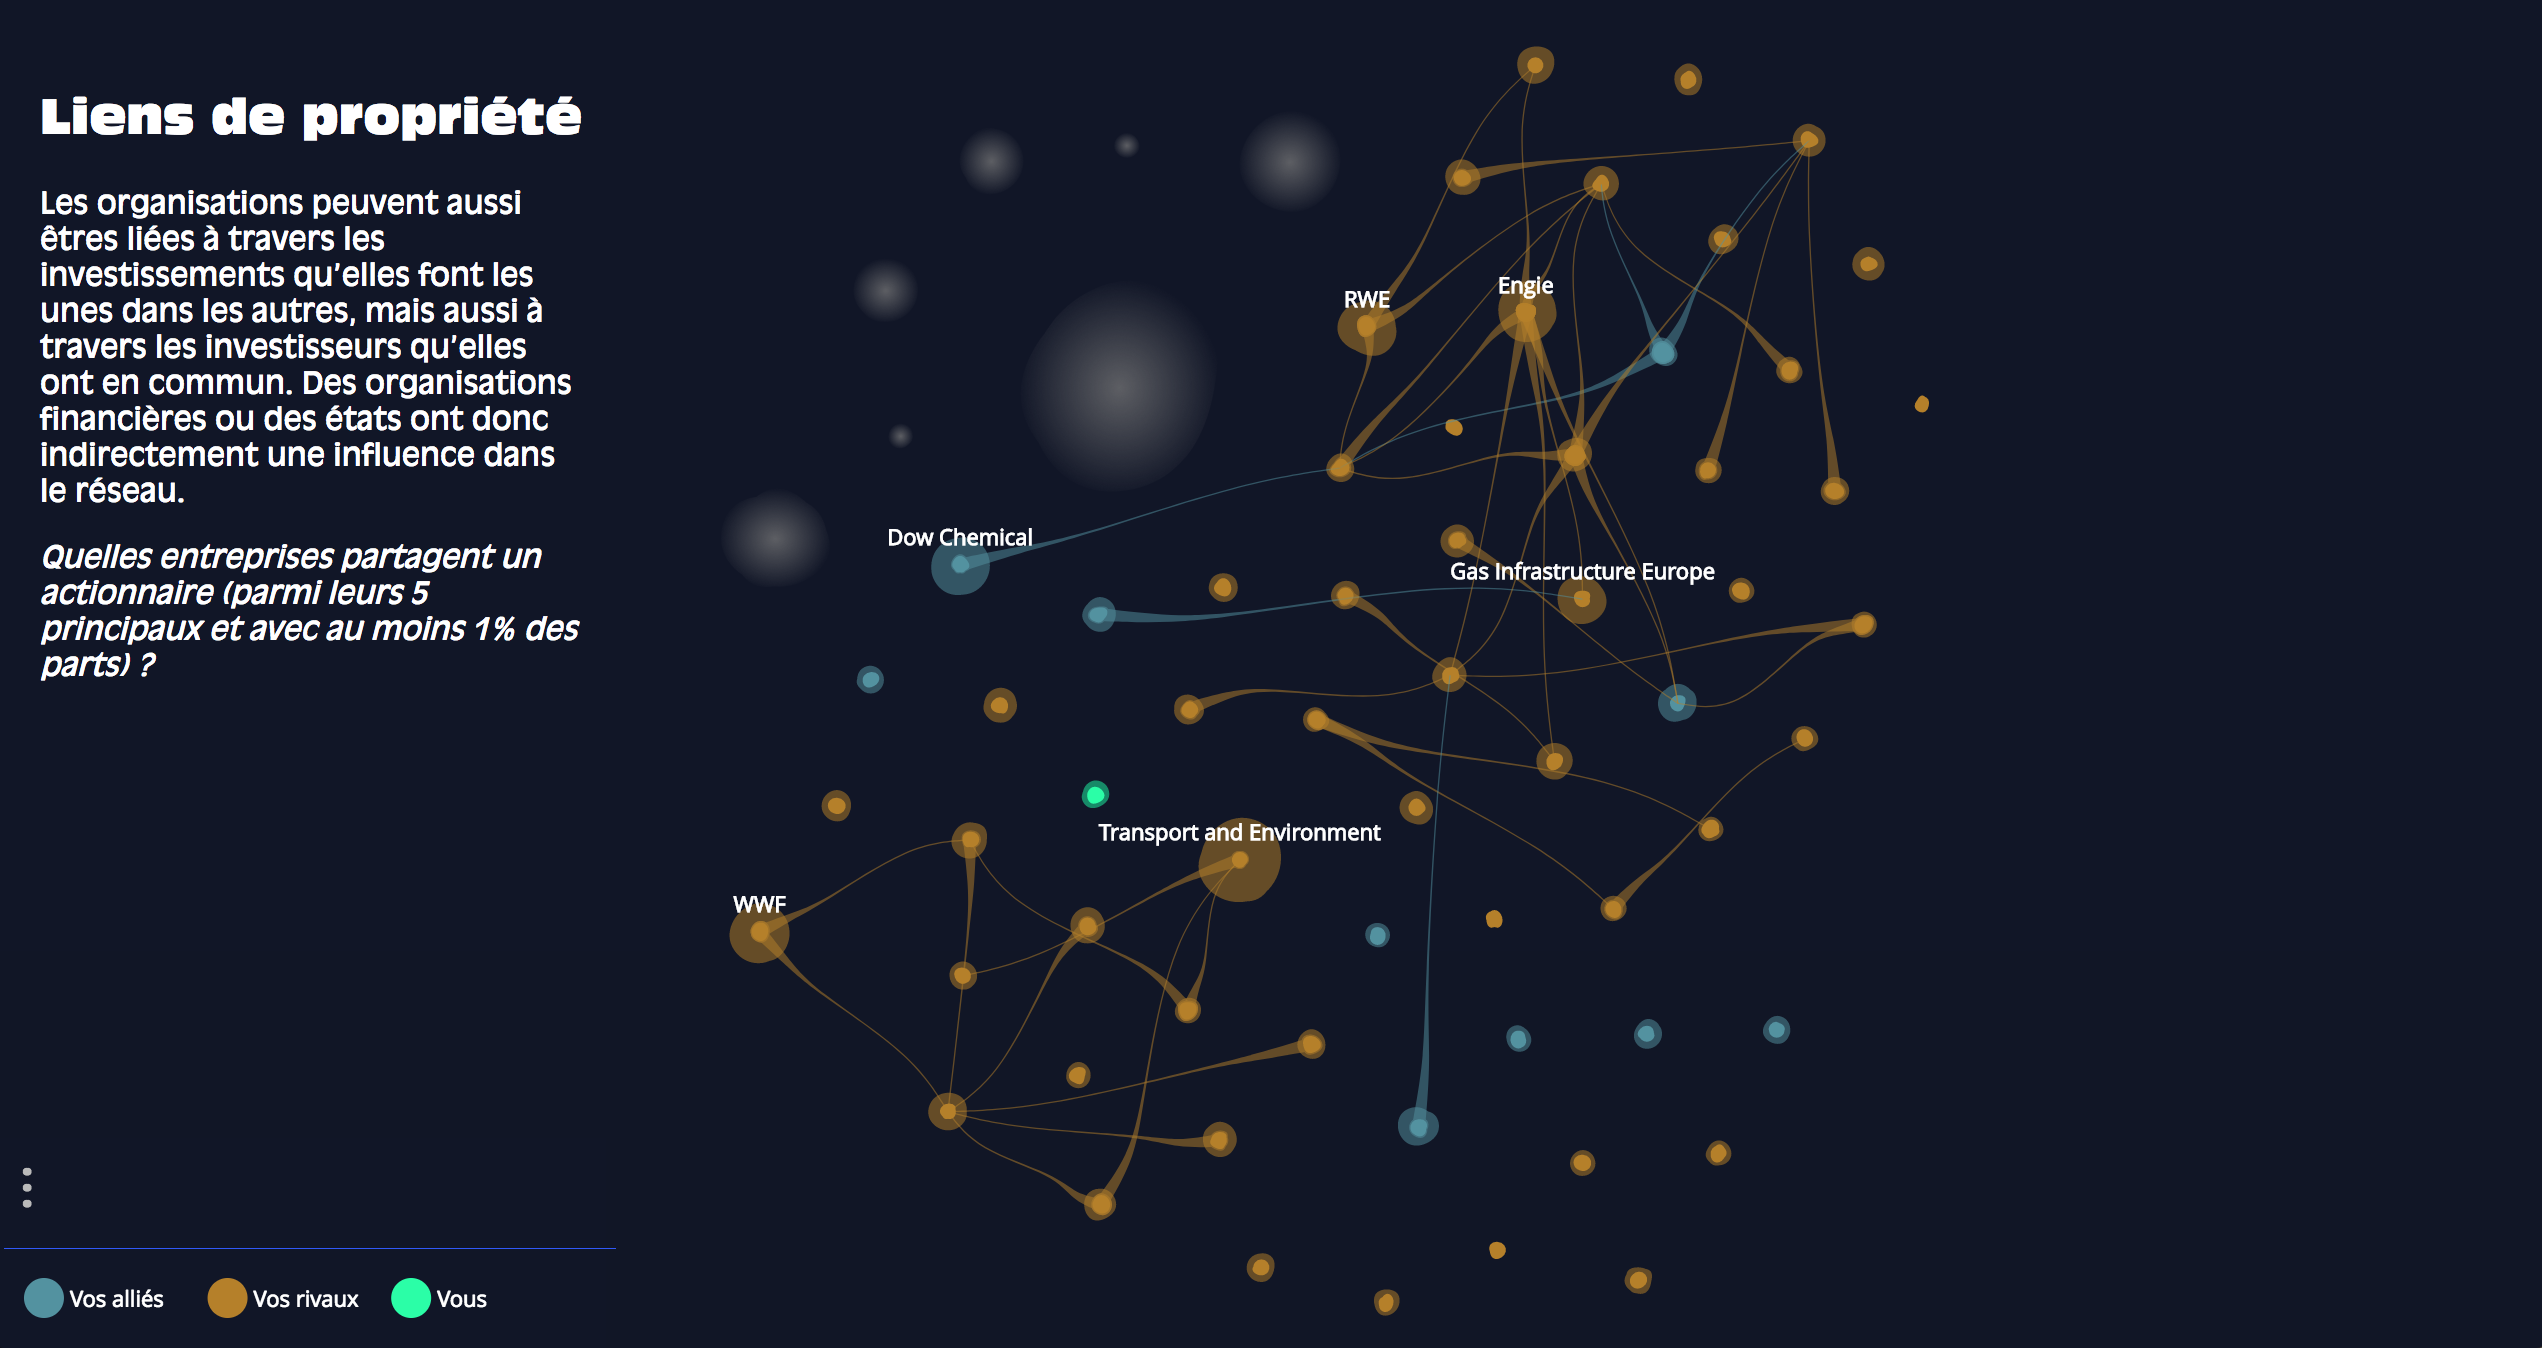 Liens de propriété
Les organisations peuvent aussi
êtres liées à travers les
investissements qu'elles font les
unes dans les autres, mais aussi à
travers les investisseurs qu'elles
ont en commun. Des organisations
financières ou des états ont donc
indirectement une influence dans
le réseau.
Quelles entreprises partagent un
actionnaire (parmi leurs 5
principaux et avec au moins 1% des
parts) ?
RWE
Engie
Dow Chemical
Gas Infrastructure Europe
Transport and Environment
WWF
Vos alliés
Vos rivaux
Vous